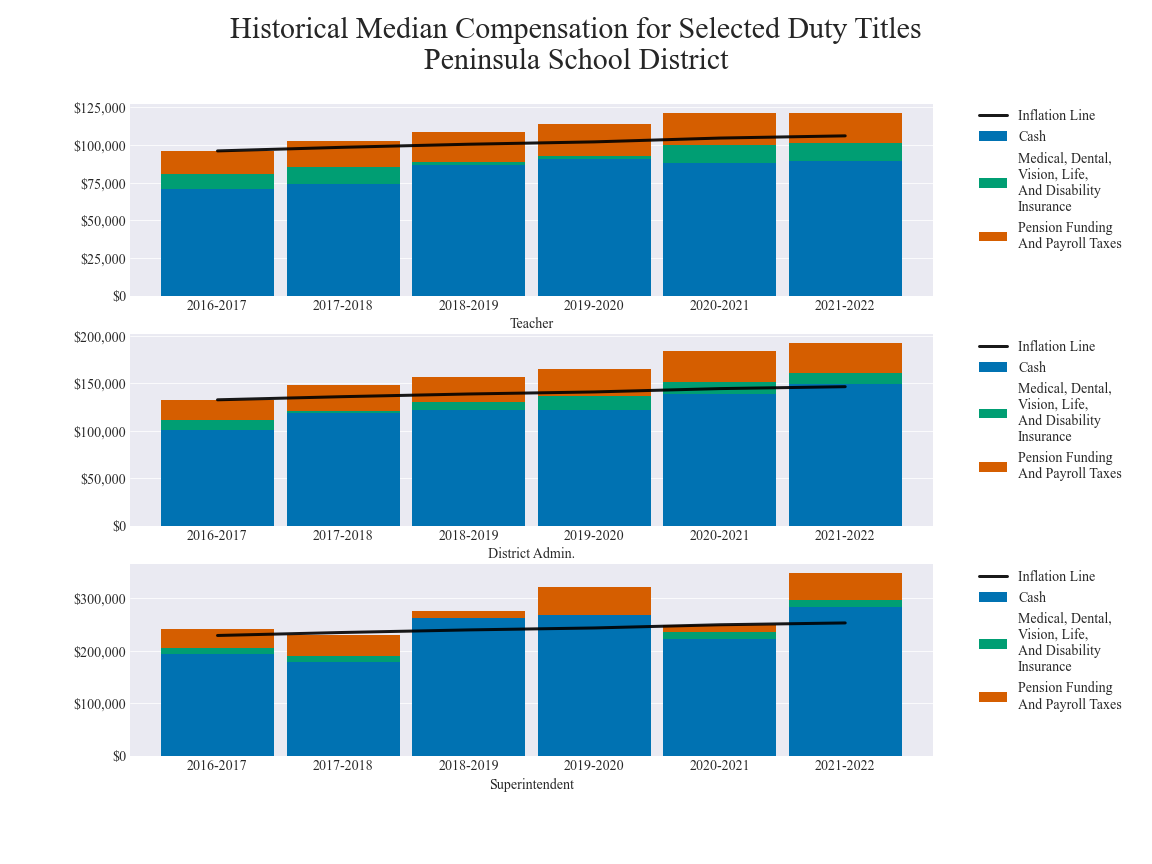 Historical Median Compensation for Selected Duty Titles
Peninsula School District
$125,000
$100,000
$75,000
$50,000
$25,000
$0
2016-2017 2017-2018 2018-2019 2019-2020 2020-2021 2021-2022
Teacher
Inflation Line
Cash
Medical, Dental,
Vision, Life,
And Disability
Insurance
Pension Funding
And Payroll Taxes
$200,000
$150,000
$100,000
$50,000
$0
2016-2017 2017-2018 2018-2019 2019-2020 2020-2021 2021-2022
District Admin.
Inflation Line
Cash
Medical, Dental,
Vision, Life,
And Disability
Insurance
Pension Funding
And Payroll Taxes
$300,000
$200,000
$100,000
$0
2016-2017 2017-2018 2018-2019 2019-2020 2020-2021 2021-2022
Superintendent
Inflation Line
Cash
Medical, Dental,
Vision, Life,
And Disability
Insurance
Pension Funding
And Payroll Taxes